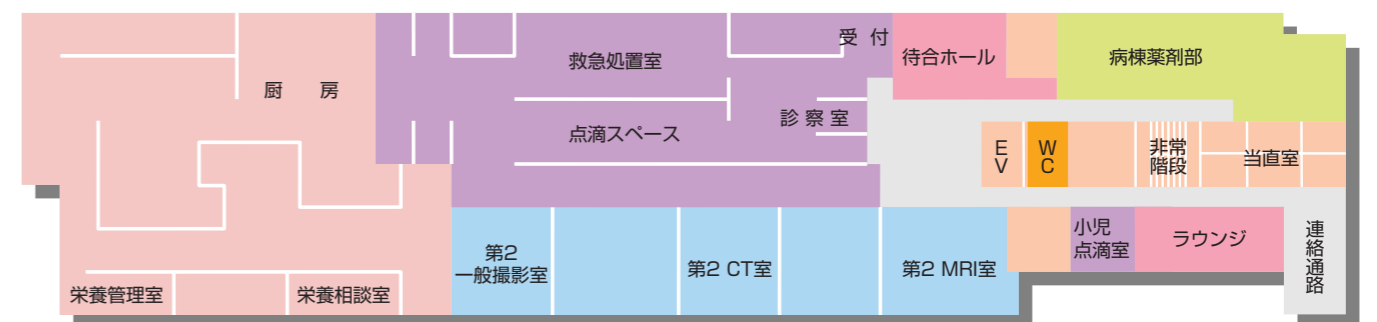 受 付
救急処置室
待合ホール
病棟薬剤部
厨 房
点滴スペース
診 察 室
EV
WC
非常
階段
当直室
小児
点滴室
ラウンジ
連絡通路
第2
一般撮影室
第2 CT室
第2 MRI室
栄養管理室
栄養相談室